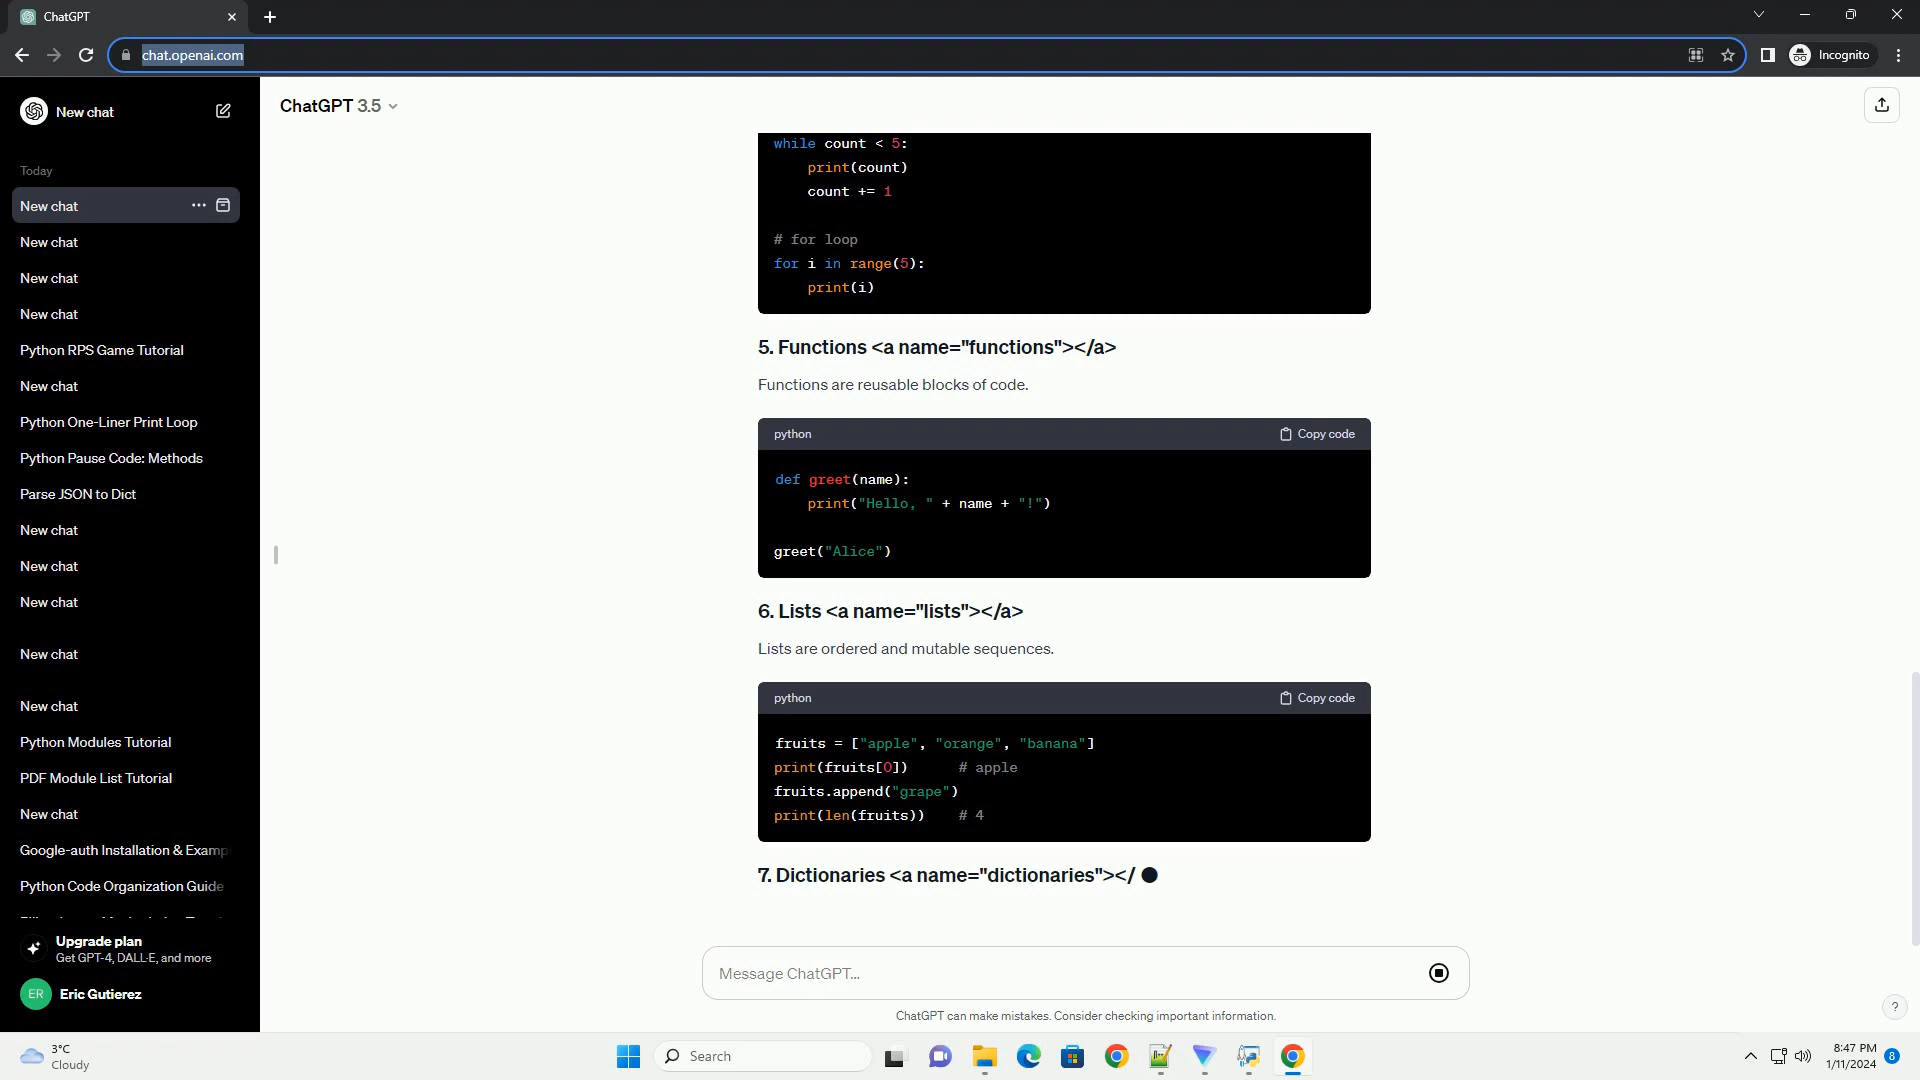 ChatGPT
chat.openai.com
Incognito
New chat
Today
New chat
New chat
New chat
New chat
Python RPS Game Tutorial
New chat
Python One-Liner Print Loop
Python Pause Code: Methods
Parse JSON to Dict
New chat
New chat
New chat
New chat
New chat
Python Modules Tutorial
PDF Module List Tutorial
New chat
Google-auth Installation & Examp
Python Code Organization Guide
Upgrade plan
Get GPT-4, DALL·E, and more
ER
Eric Gutierez
ChatGPT 3.5
while count < 5:
    print(count)
    count += 1
# for loop
for i in range(5):
    print(i)
5. Functions <a name="functions"></a>
Functions are reusable blocks of code.
python Copy code
def greet(name):
    print("Hello, " + name + "!")
greet("Alice")
6. Lists <a name="lists"></a>
Lists are ordered and mutable sequences.
python Copy code
fruits = ["apple", "orange", "banana"]
print(fruits[0])      # apple
fruits.append("grape")
print(len(fruits))    # 4
7. Dictionaries <a name="dictionaries"></
Message ChatGPT...
ChatGPT can make mistakes. Consider checking important information.
?
3°C
Cloudy
Search
8:47 PM
1/11/2024
8